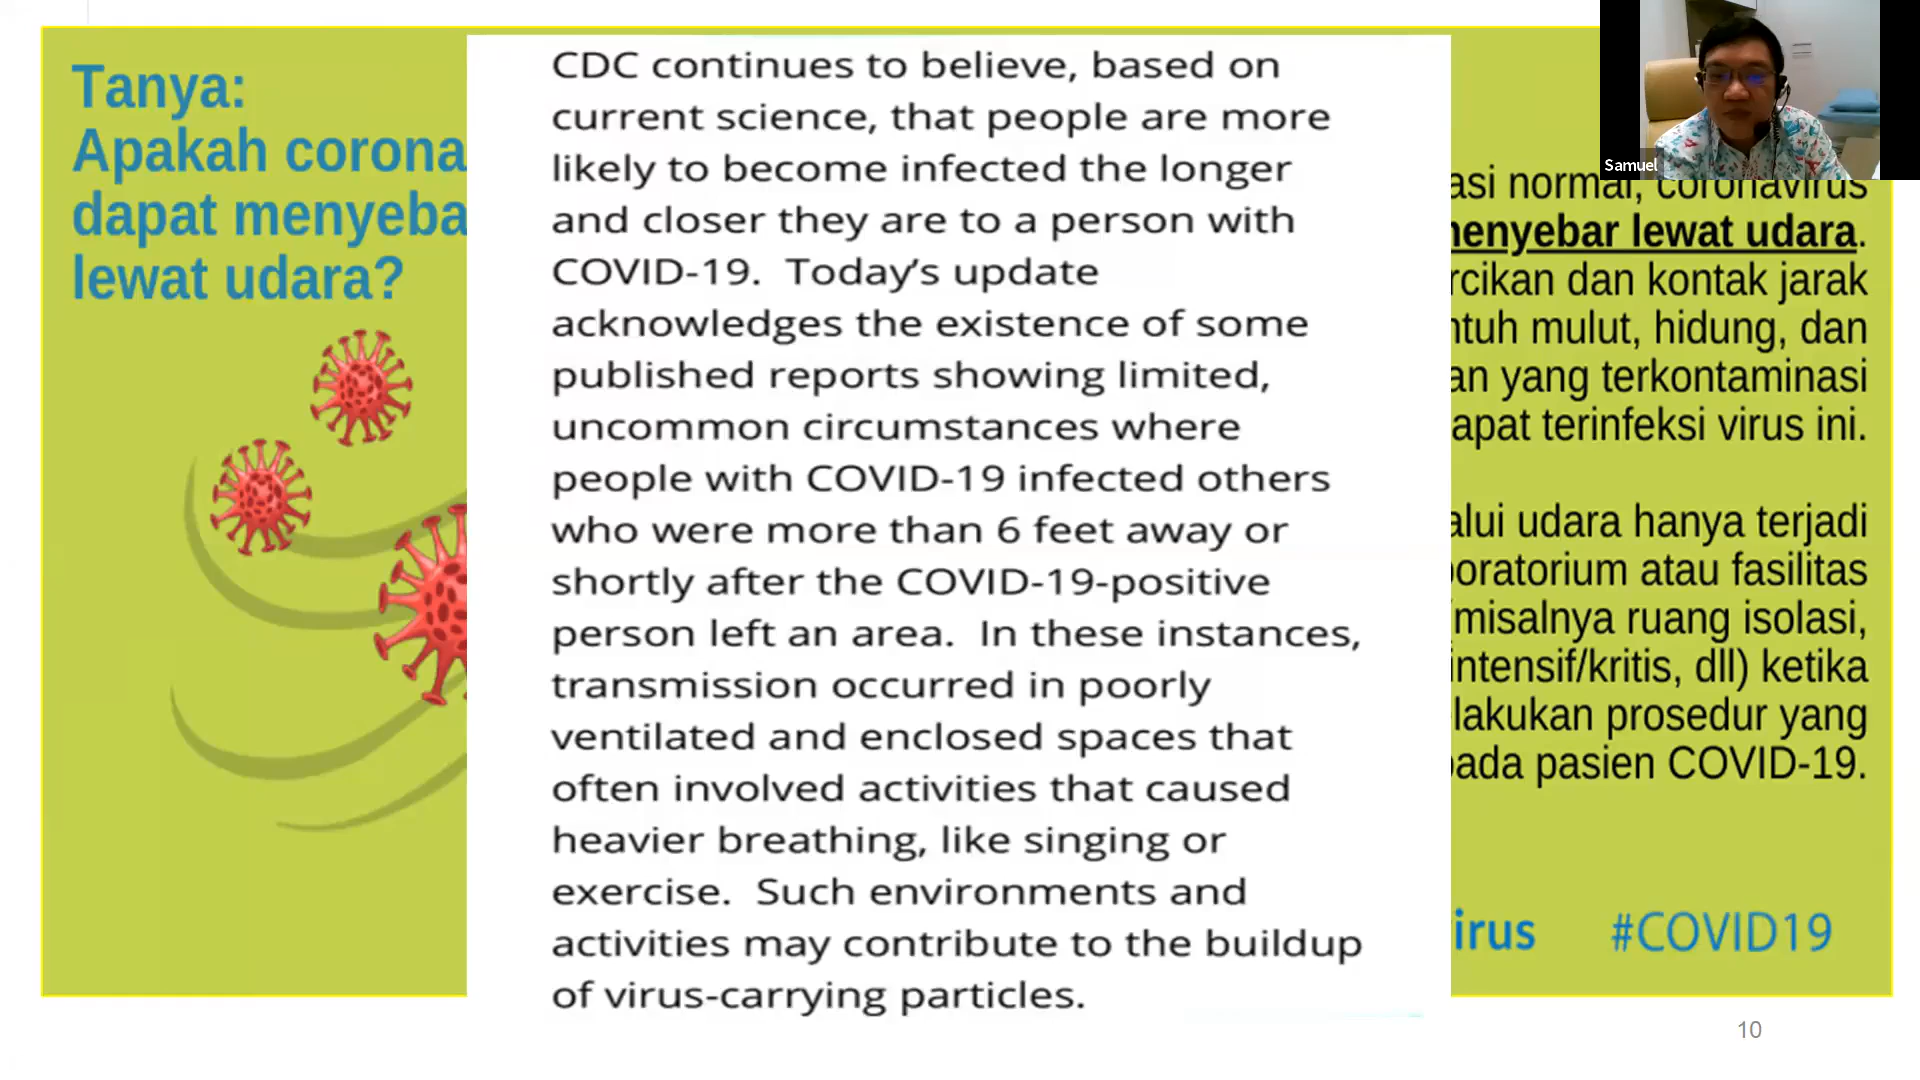 Tanya:
Apakah corona
dapat menyeba
lewat udara?
CDC continues to believe, based on
current science, that people are more
likely to become infected the longer
and closer they are to a person with
COVID-19.  Today’s update
acknowledges the existence of some
published reports showing limited,
uncommon circumstances where
people with COVID-19 infected others
who were more than 6 feet away or
shortly after the COVID-19-positive
person left an area.  In these instances,
transmission occurred in poorly
ventilated and enclosed spaces that
often involved activities that caused
heavier breathing, like singing or
exercise.  Such environments and
activities may contribute to the buildup
of virus-carrying particles.
Samuel
asi normal, coronavirus
menyebar lewat udara.
rcikan dan kontak jarak
ntuh mulut, hidung, dan
an yang terkontaminasi
apat terinfeksi virus ini.
alui udara hanya terjadi
oratorium atau fasilitas
misalnya ruang isolasi,
intensif/kritis, dll) ketika
lakukan prosedur yang
pada pasien COVID-19.
irus #COVID19
10